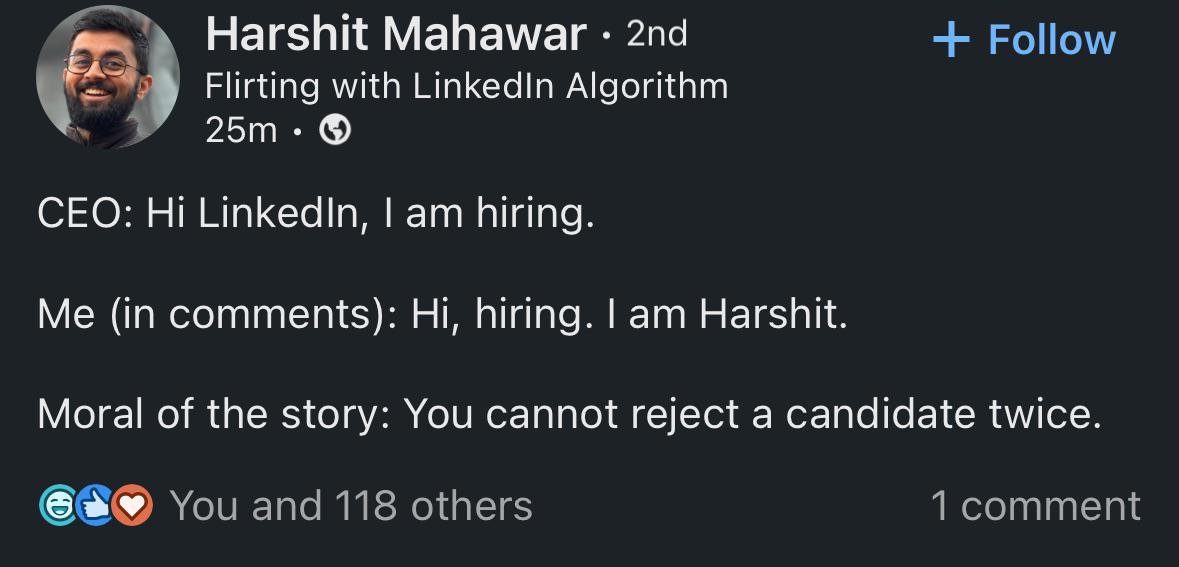 Harshit Mahawar · 2nd
+ Follow
Flirting with LinkedIn Algorithm
25m ·
CEO: Hi LinkedIn, I am hiring.
Me (in comments): Hi, hiring. I am Harshit.
Moral of the story: You cannot reject a candidate twice.
You and 118 others
1 comment